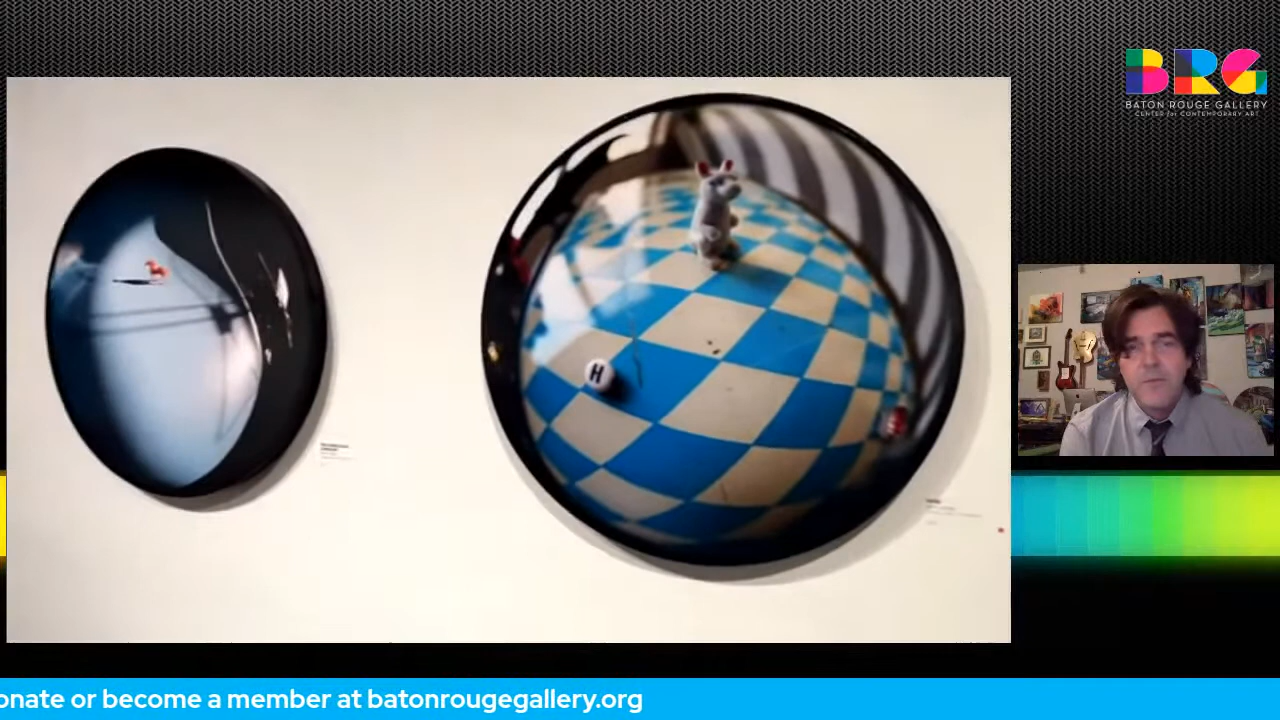 BRG
BATON ROUGE GALLERY
CENTER for CONTEMPORARY ART
H
onate or become a member at batonrougegallery.org